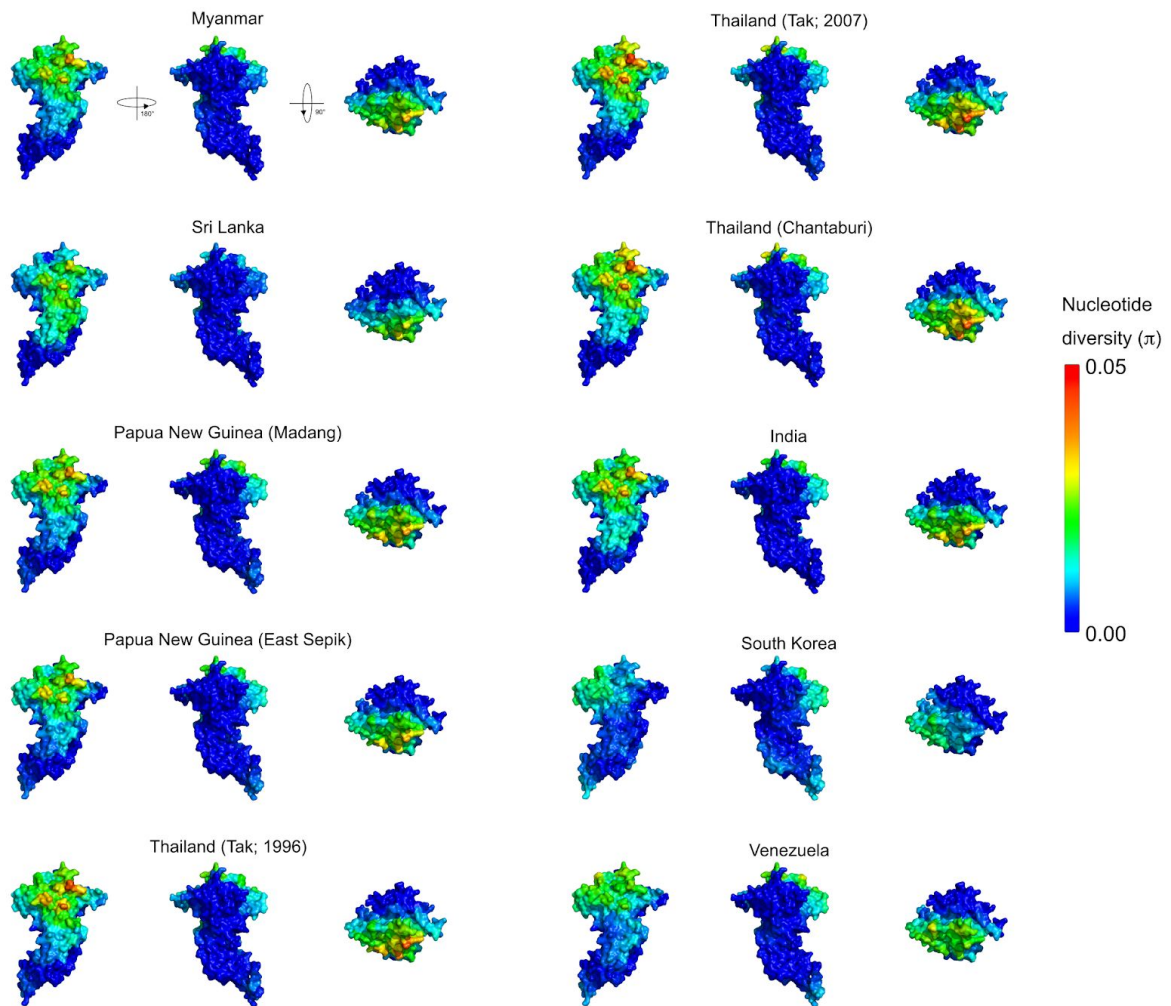 Myanmar
Thailand (Tak; 2007)
180°
90°
Sri Lanka
Thailand (Chantaburi)
Nucleotide
diversity (π)
0.05
0.00
Papua New Guinea (Madang)
India
Papua New Guinea (East Sepik)
South Korea
Thailand (Tak; 1996)
Venezuela